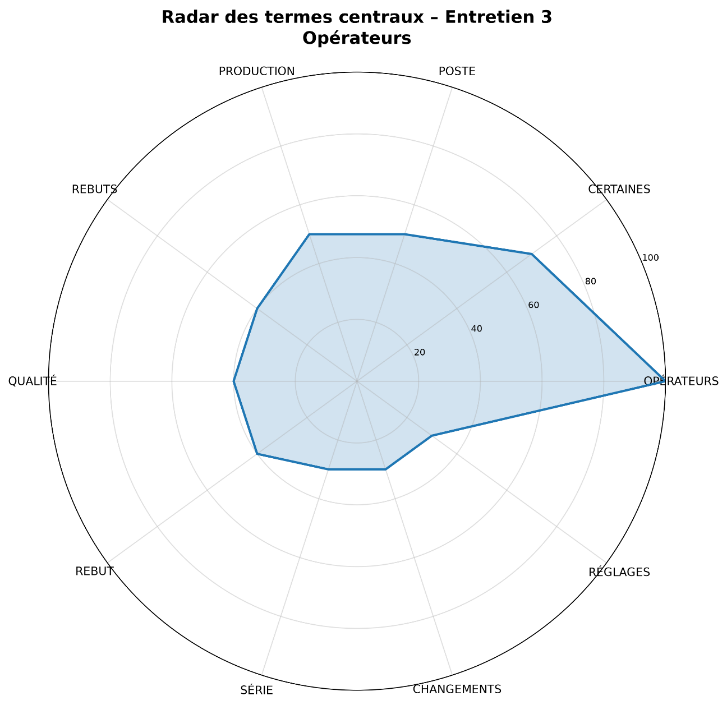 Radar des termes centraux – Entretien 3
Opérateurs
PRODUCTION
POSTE
REBUTS
CERTAINES
100
80
60
40
20
QUALITÉ
OPÉRATEURS
REBUT
RÉGLAGES
SÉRIE
CHANGEMENTS